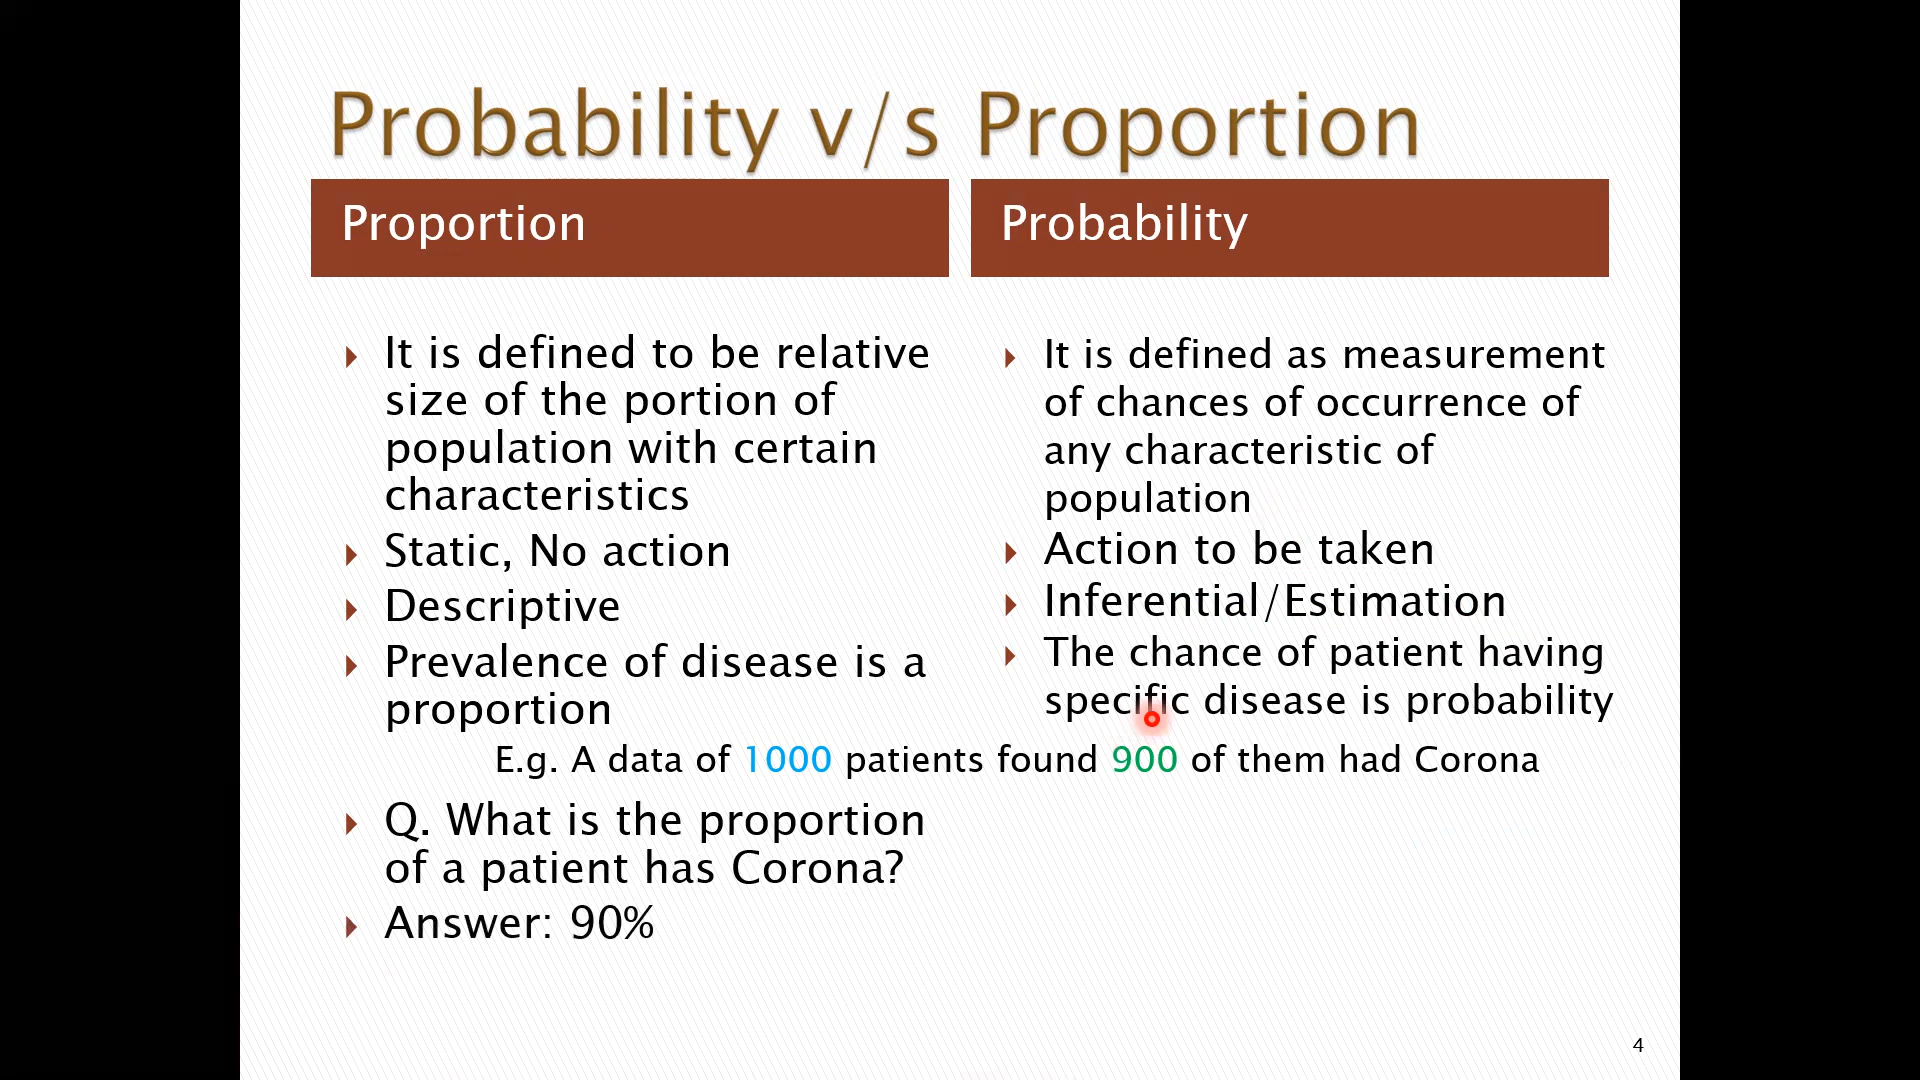 Probability v/s Proportion
Proportion
It is defined to be relative
size of the portion of
population with certain
characteristics
Static, No action
Descriptive
Prevalence of disease is a
proportion
Probability
It is defined as measurement
of chances of occurrence of
any characteristic of
population
Action to be taken
Inferential/Estimation
The chance of patient having
specific disease is probability
E.g. A data of 1000 patients found 900 of them had Corona
Q. What is the proportion
of a patient has Corona?
Answer: 90%
4